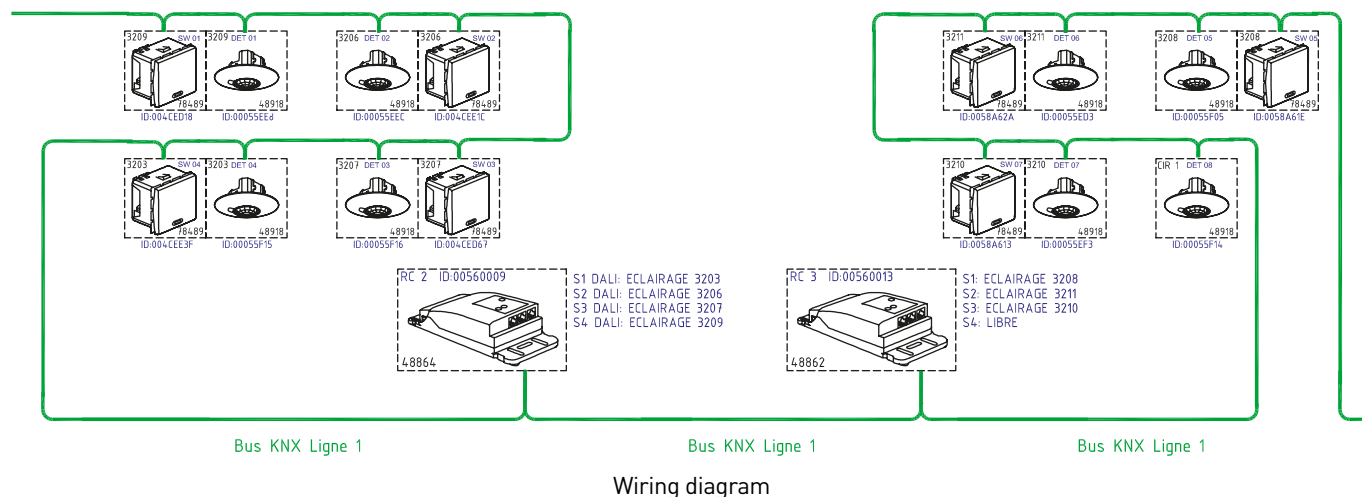 3209 SW 01
78489
ID:004CED18
3209 DET 01
48918
ID:00055EEd
3206 DET 02
48918
ID:00055EEC
3206 SW 02
78489
ID:004CEE1C
3211 SW 06
78489
ID:0058A62A
3211 DET 06
48918
ID:00055ED3
3208 DET 05
48918
ID:00055F05
3208 SW 05
78489
ID:0058A61E
3203 SW 04
78489
ID:004CEE3F
3203 DET 04
48918
ID:00055F15
3207 DET 03
48918
ID:00055F16
3207 SW 03
78489
ID:004CED67
3210 SW 07
78489
ID:0058A613
3210 DET 07
48918
ID:00055EF3
CIR 1 DET 08
48918
ID:00055F14
RC 2 ID:00560009
48864
S1 DALI: ECLAIRAGE 3203
S2 DALI: ECLAIRAGE 3206
S3 DALI: ECLAIRAGE 3207
S4 DALI: ECLAIRAGE 3209
RC 3 ID:00560013
48862
S1: ECLAIRAGE 3208
S2: ECLAIRAGE 3211
S3: ECLAIRAGE 3210
S4: LIBRE
Bus KNX Ligne 1
Bus KNX Ligne 1
Bus KNX Ligne 1
Wiring diagram